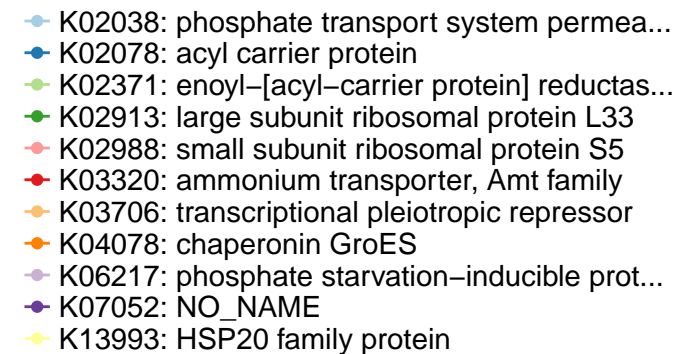 K02038: phosphate transport system permea...
K02078: acyl carrier protein
K02371: enoyl−[acyl−carrier protein] reductas...
K02913: large subunit ribosomal protein L33
K02988: small subunit ribosomal protein S5
K03320: ammonium transporter, Amt family
K03706: transcriptional pleiotropic repressor
K04078: chaperonin GroES
K06217: phosphate starvation−inducible prot...
K07052: NO_NAME
K13993: HSP20 family protein